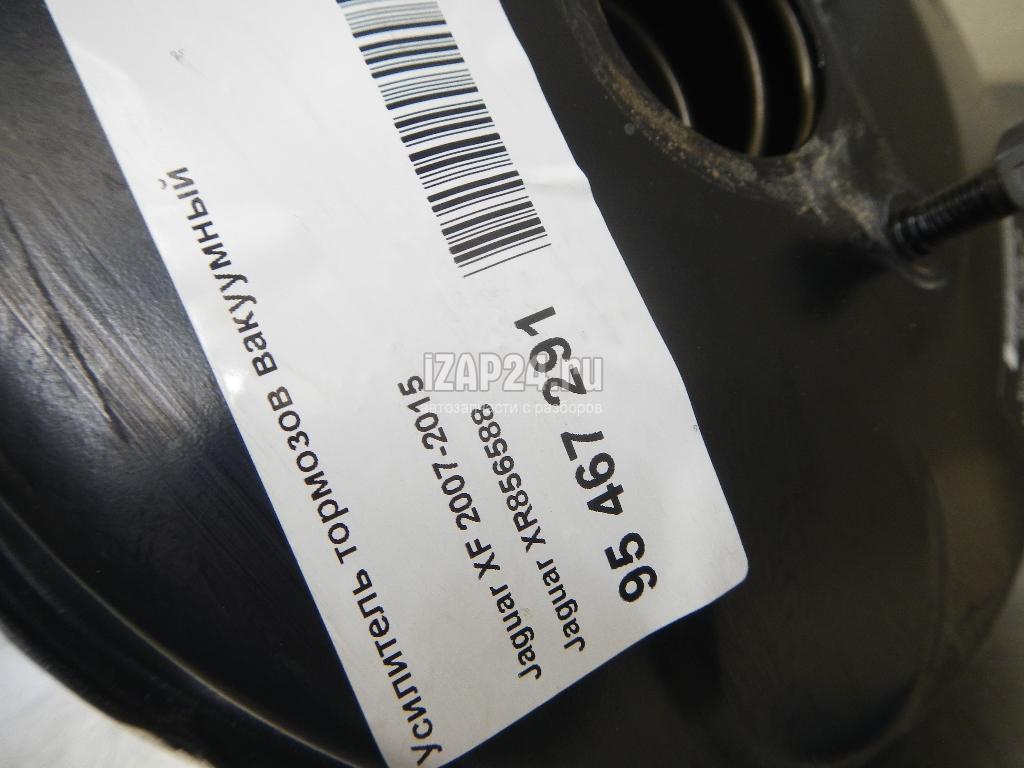 Усилитель тормозов вакуумный
Jaguar XF 2007-2015
Jaguar XR856588
95 467 291
iZAP24.ru
автозапчасти с разборов